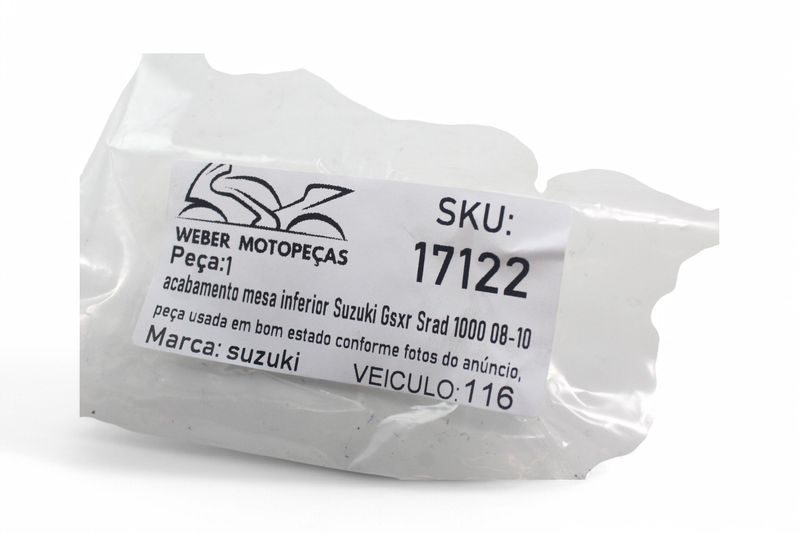 WEBER MOTOPEÇAS
SKU:
17122
Peça:1
acabamento mesa inferior Suzuki Gsxr Srad 1000 08-10
peça usada em bom estado conforme fotos do anúncio,
Marca: suzuki
VEICULO:116